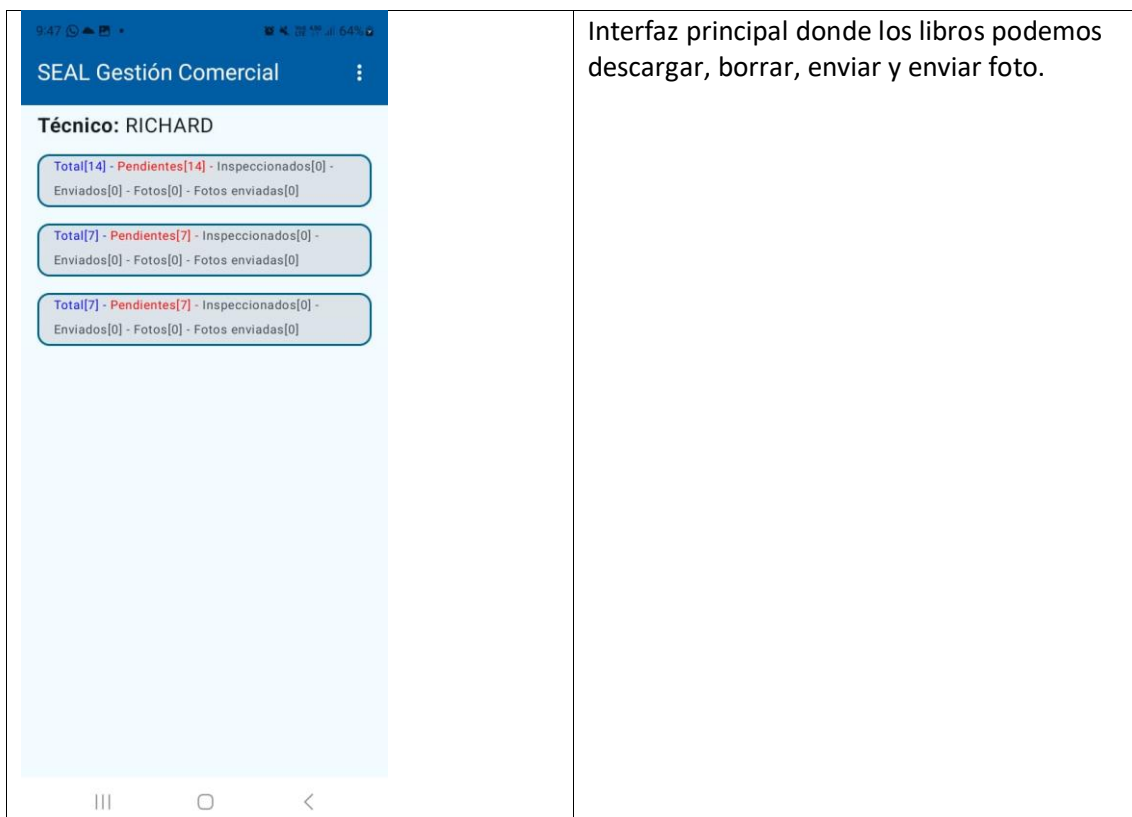 9:47 64%
SEAL Gestión Comercial
Técnico: RICHARD
Total[14] - Pendientes[14] - Inspeccionados[0] -
Enviados[0] - Fotos[0] - Fotos enviadas[0]
Total[7] - Pendientes[7] - Inspeccionados[0] -
Enviados[0] - Fotos[0] - Fotos enviadas[0]
Total[7] - Pendientes[7] - Inspeccionados[0] -
Enviados[0] - Fotos[0] - Fotos enviadas[0]
Interfaz principal donde los libros podemos
descargar, borrar, enviar y enviar foto.